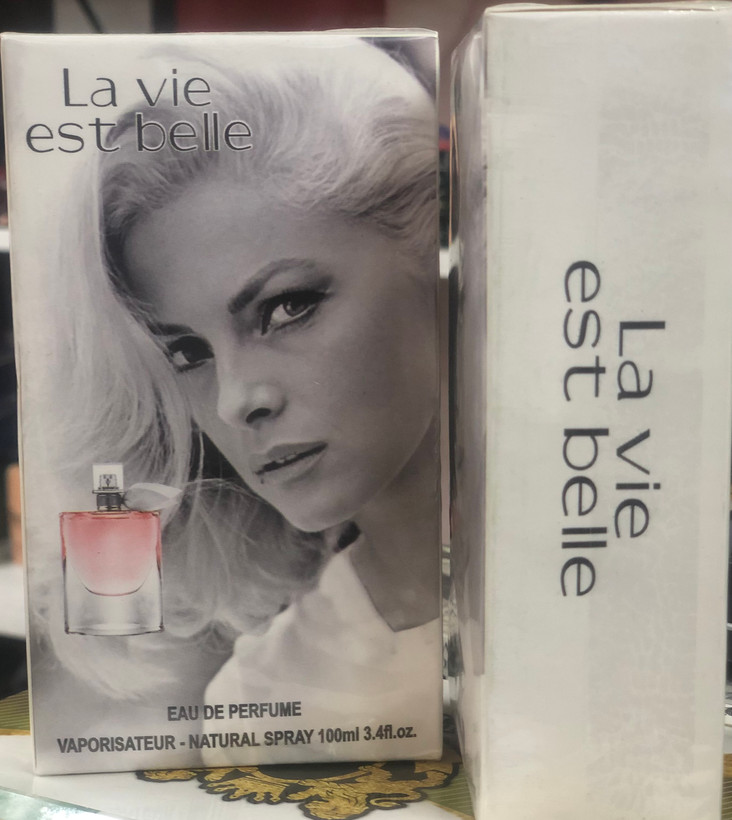 La vie
est belle
EAU DE PERFUME
VAPORISATEUR - NATURAL SPRAY 100ml 3.4fl.oz.
La vie
est belle